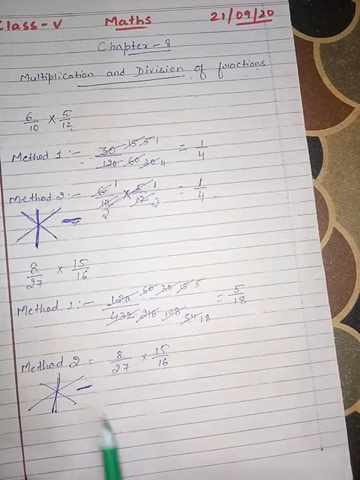 Class-V Maths 21/09/20
Chapter-8
Multiplication and Division of fractions
6/10 × 5/12
Method 1:- 30 15 5 1 / 120 60 20 4 = 1/4
Method 2:- 6 1 / 10 2 × 5 1 / 12 2 = 1/4
8/27 × 15/16
Method 1:- 120 60 30 15 5 / 432 216 108 54 18 = 5/18
Method 2:- 8/27 × 15/16